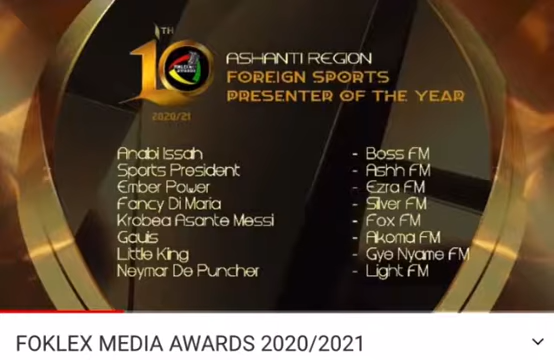 10TH
FOKLEX
AWARDS
2020/21
ASHANTI REGION
FOREIGN SPORTS
PRESENTER OF THE YEAR
Anabi Issah - Boss FM
Sports President - Ashh FM
Ember Power - Ezra FM
Fancy Di Maria - Silver FM
Krobea Asante Messi - Fox FM
Gauis - Akoma FM
Little King - Gye Nyame FM
Neymar De Puncher - Light FM
FOKLEX MEDIA AWARDS 2020/2021